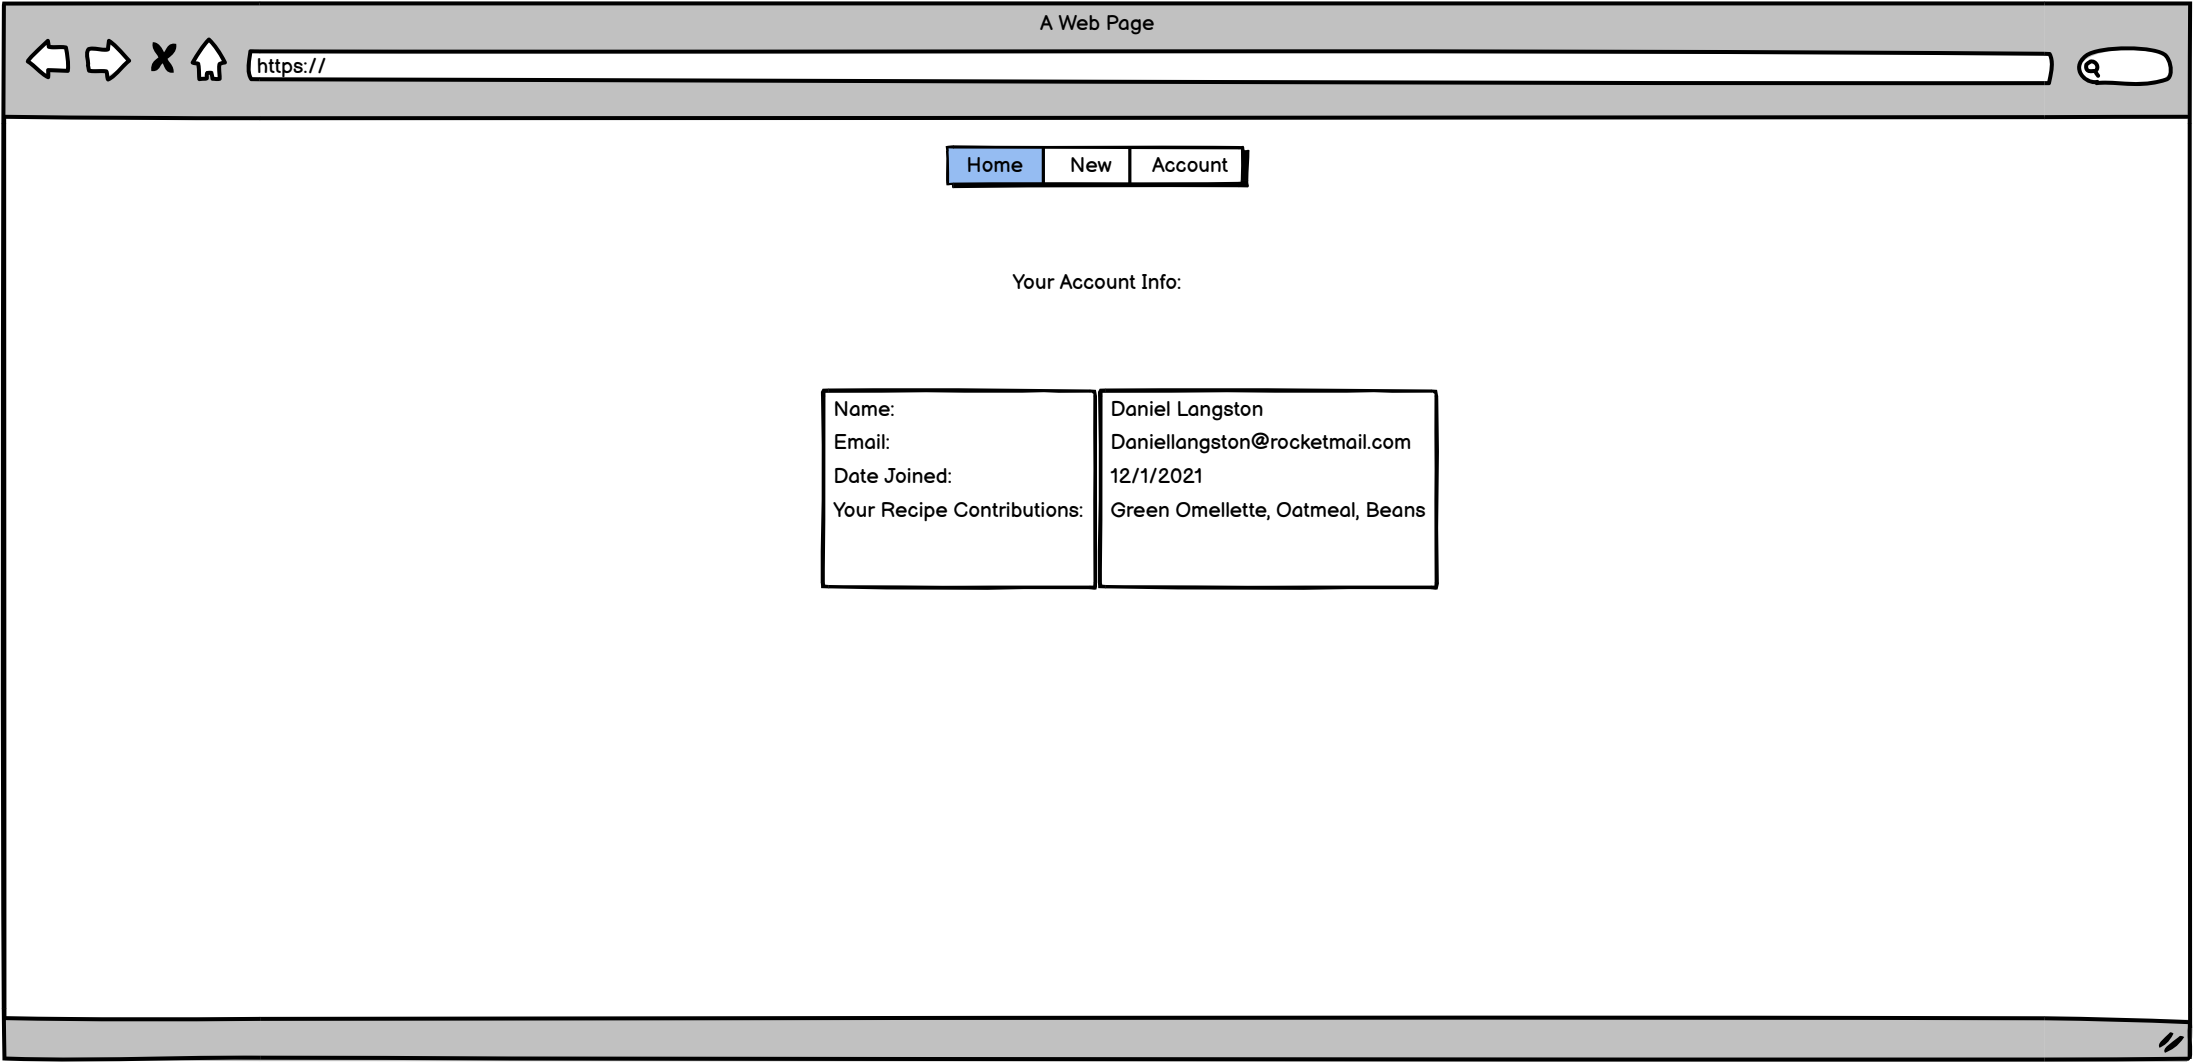 A Web Page
https://
Home New Account
Your Account Info:
Name: Daniel Langston
Email: Daniellangston@rocketmail.com
Date Joined: 12/1/2021
Your Recipe Contributions: Green Omellette, Oatmeal, Beans